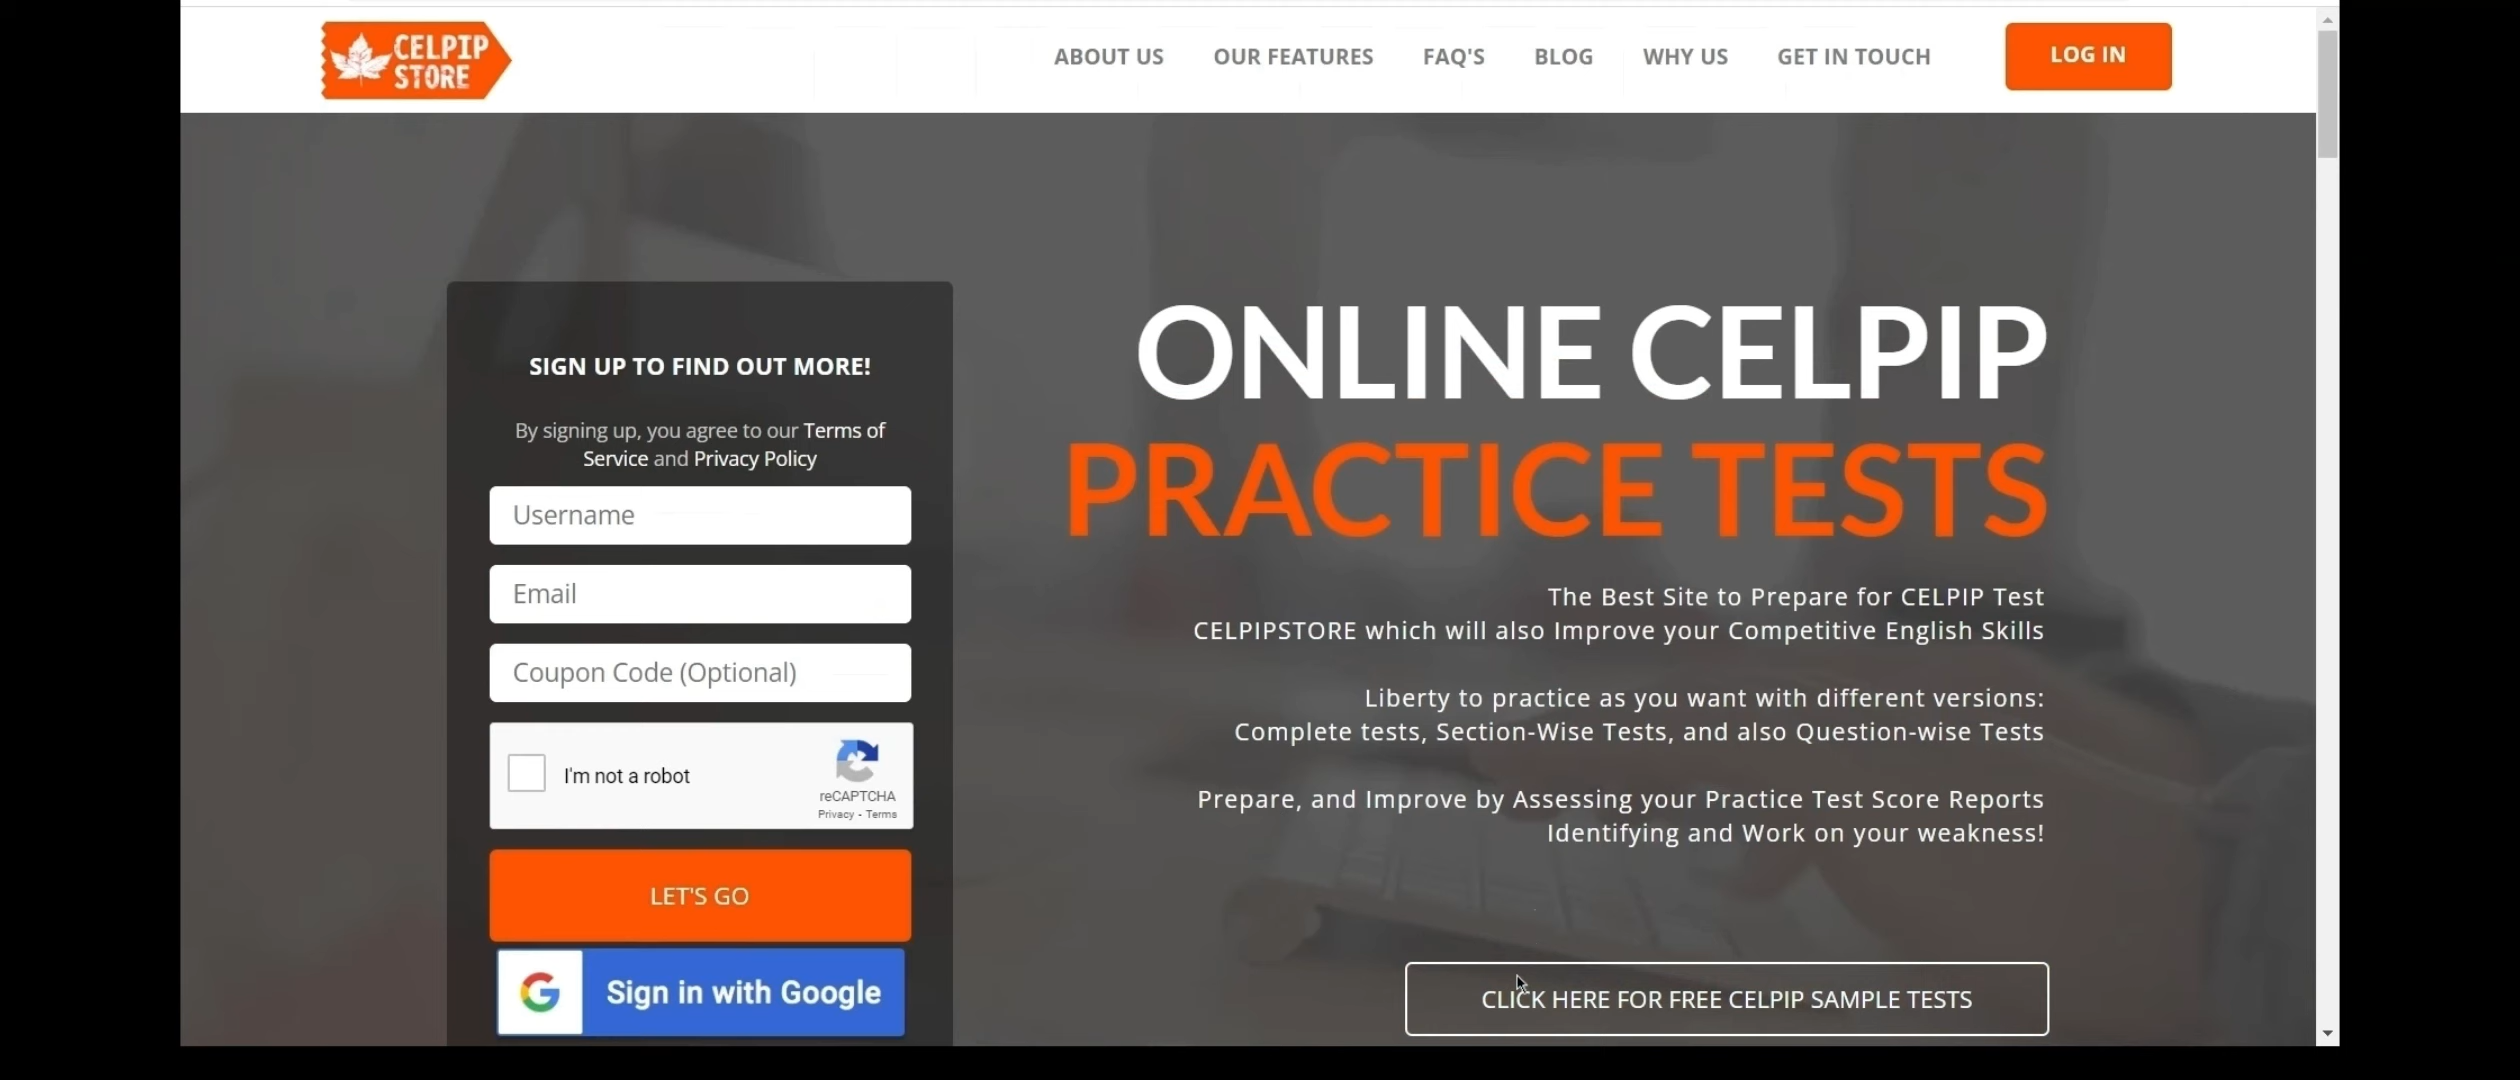 CELPIP
STORE
ABOUT US
OUR FEATURES
FAQ'S
BLOG
WHY US
GET IN TOUCH
LOG IN
SIGN UP TO FIND OUT MORE!
By signing up, you agree to our Terms of
Service and Privacy Policy
Username
Email
Coupon Code (Optional)
I'm not a robot
reCAPTCHA
Privacy - Terms
LET'S GO
Sign in with Google
ONLINE CELPIP
PRACTICE TESTS
The Best Site to Prepare for CELPIP Test
CELPIPSTORE which will also Improve your Competitive English Skills
Liberty to practice as you want with different versions:
Complete tests, Section-Wise Tests, and also Question-wise Tests
Prepare, and Improve by Assessing your Practice Test Score Reports
Identifying and Work on your weakness!
CLICK HERE FOR FREE CELPIP SAMPLE TESTS